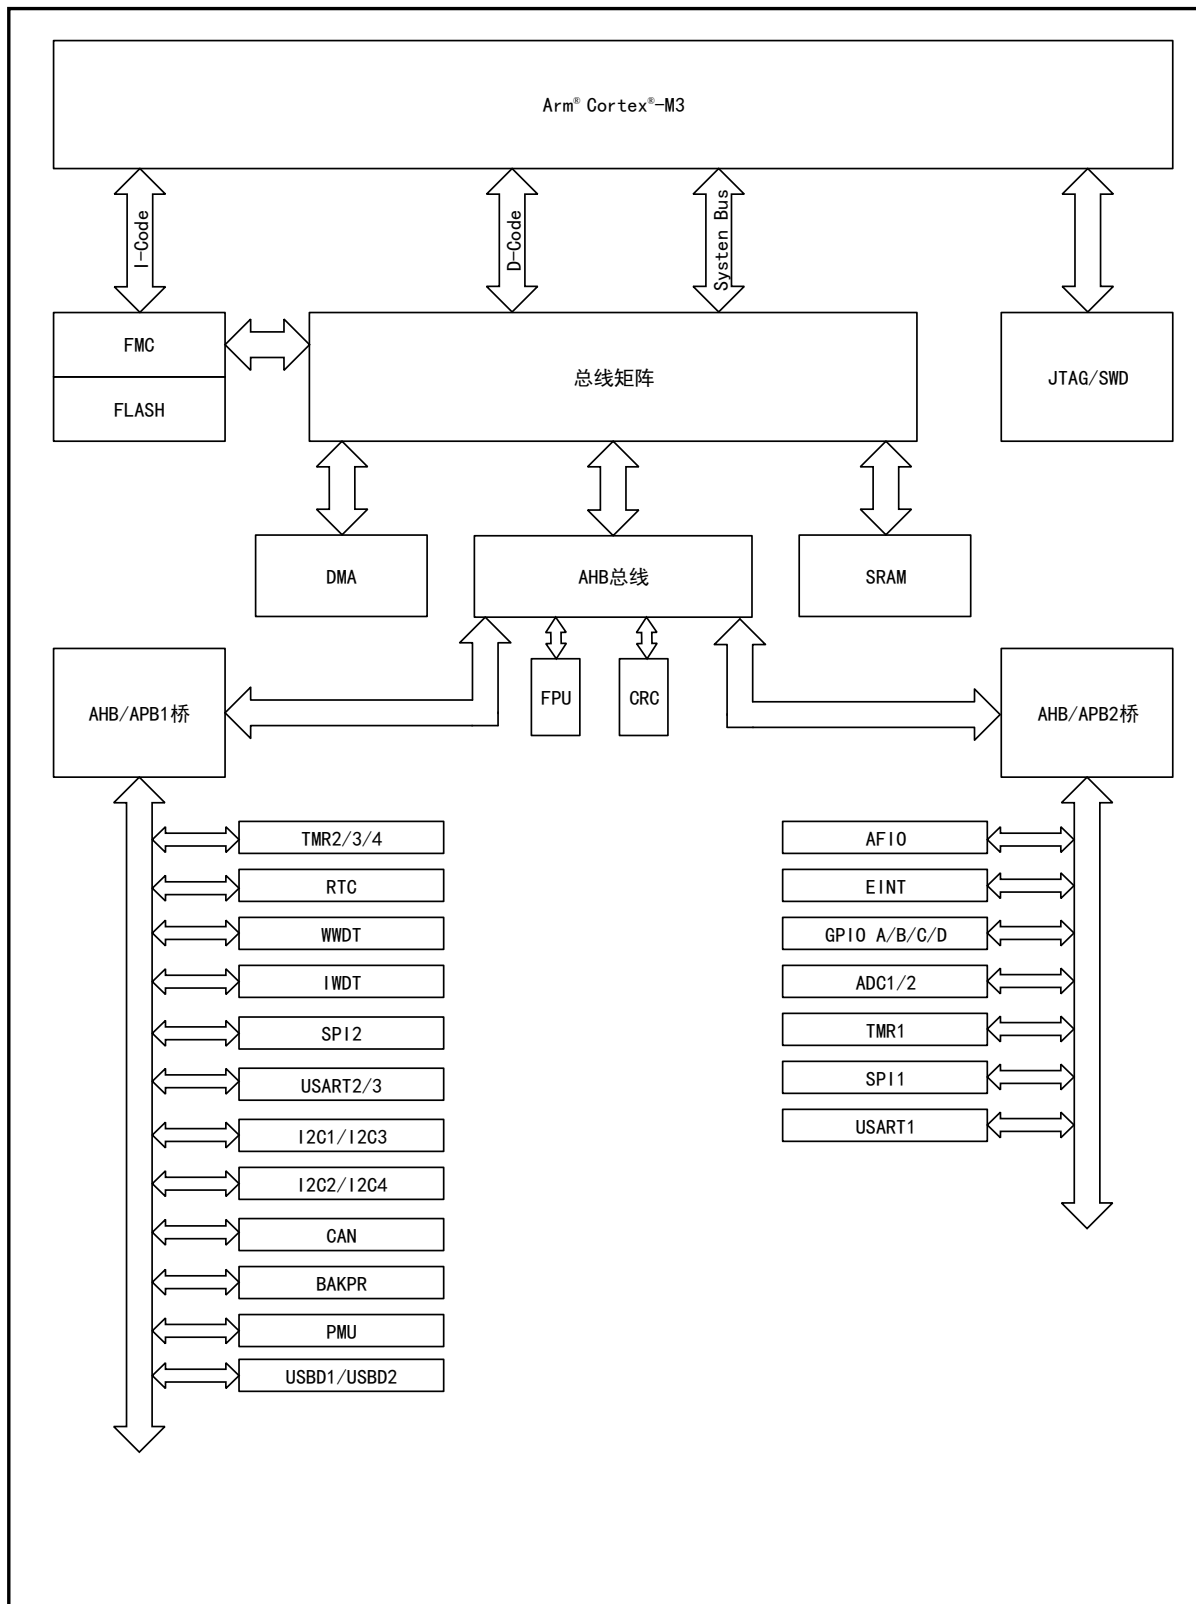 Arm® Cortex®-M3
I-Code
D-Code
Systen Bus
FMC
FLASH
总线矩阵
JTAG/SWD
DMA
AHB总线
SRAM
FPU
CRC
AHB/APB1桥
AHB/APB2桥
TMR2/3/4
RTC
WWDT
IWDT
SPI2
USART2/3
I2C1/I2C3
I2C2/I2C4
CAN
BAKPR
PMU
USBD1/USBD2
AFIO
EINT
GPIO A/B/C/D
ADC1/2
TMR1
SPI1
USART1